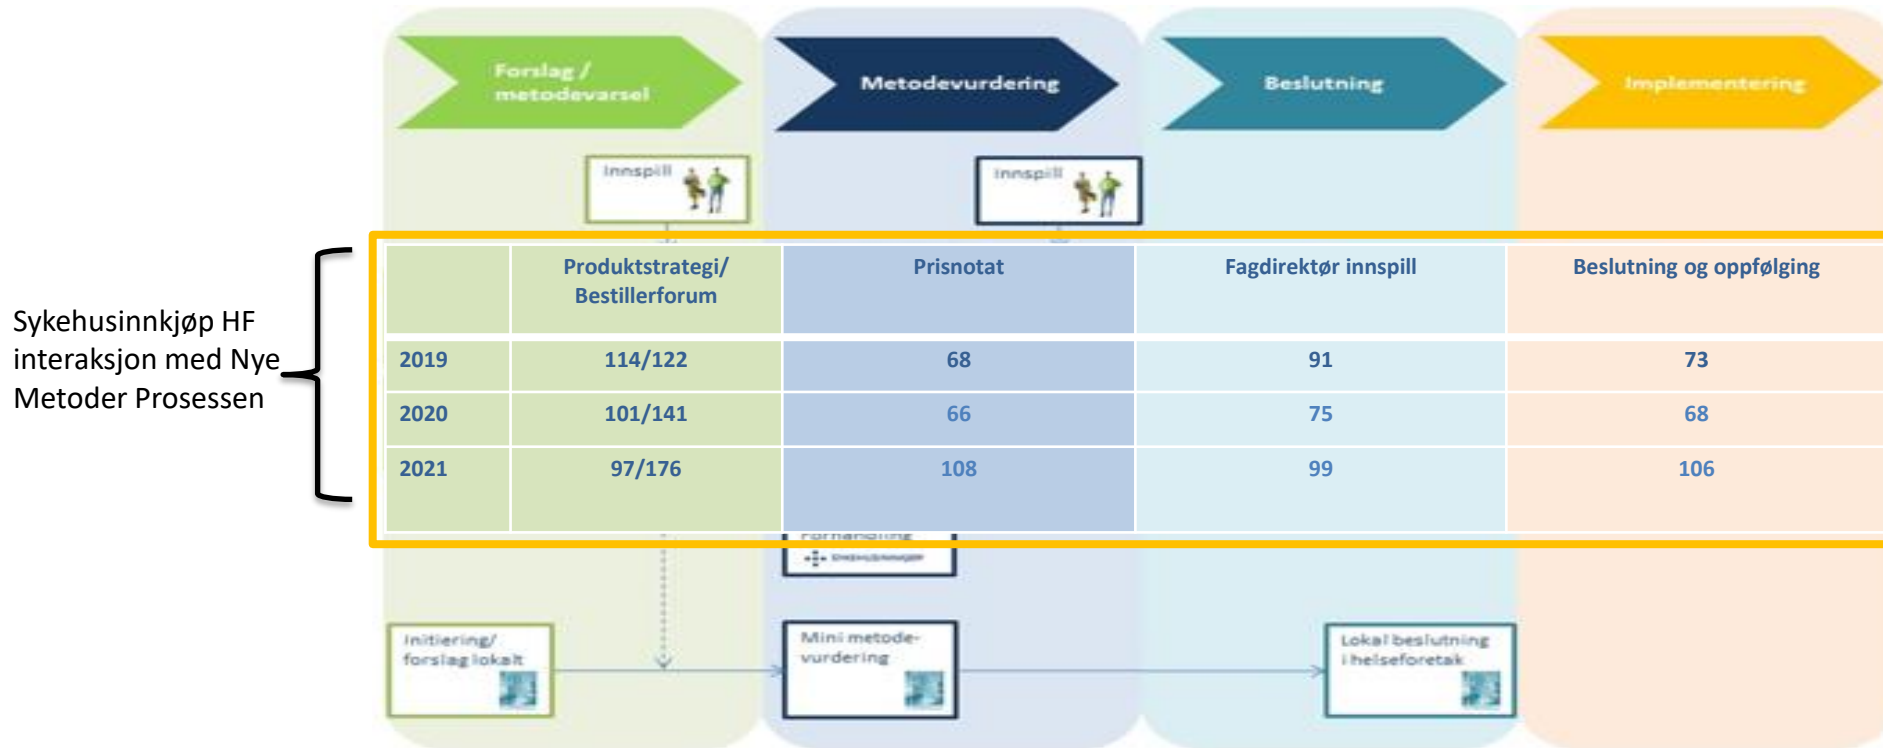 Forslag /
metodevarsel
Metodevurdering
Beslutning
Implementering
Innspill
Innspill
Sykehusinnkjøp HF
interaksjon med Nye
Metoder Prosessen
Produktstrategi/
Bestillerforum
Prisnotat
Fagdirektør innspill
Beslutning og oppfølging
2019 114/122 68 91 73
2020 101/141 66 75 68
2021 97/176 108 99 106
Forhandling
Initiering/
forslag lokalt
Mini metode-
vurdering
Lokal beslutning
i helseforetak